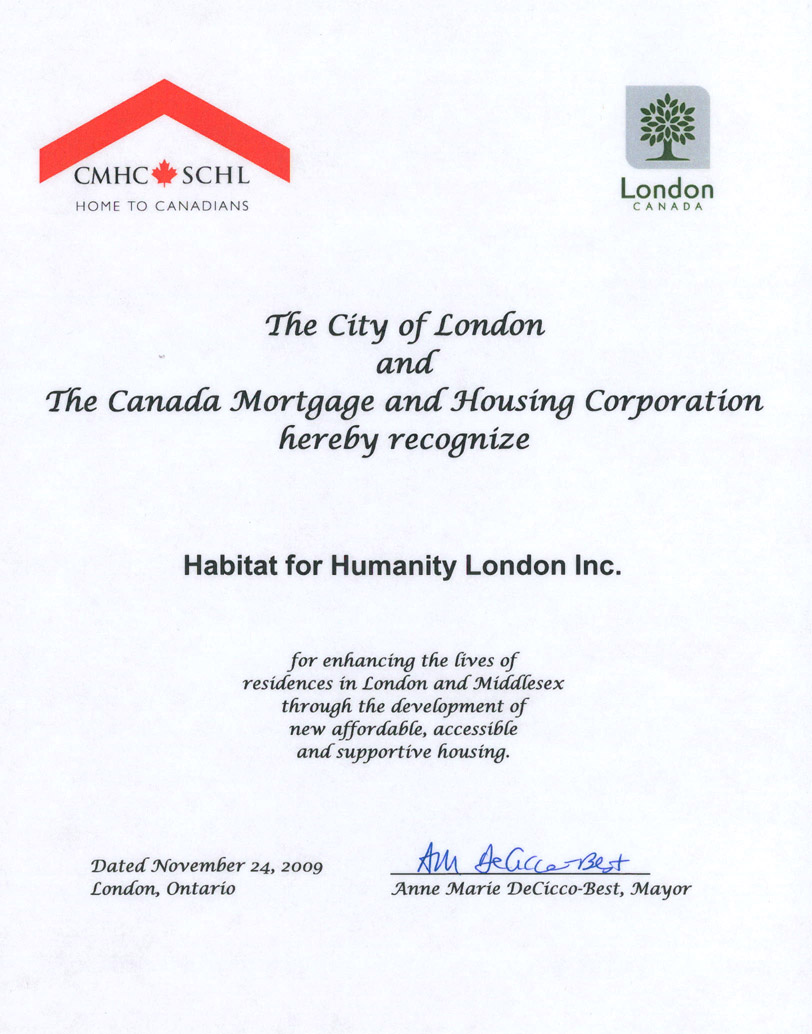 CMHC SCHL
HOME TO CANADIANS
London
CANADA
The City of London
and
The Canada Mortgage and Housing Corporation
hereby recognize
Habitat for Humanity London Inc.
for enhancing the lives of
residences in London and Middlesex
through the development of
new affordable, accessible
and supportive housing.
Dated November 24, 2009
London, Ontario
AM DeCicco-Best
Anne Marie DeCicco-Best, Mayor